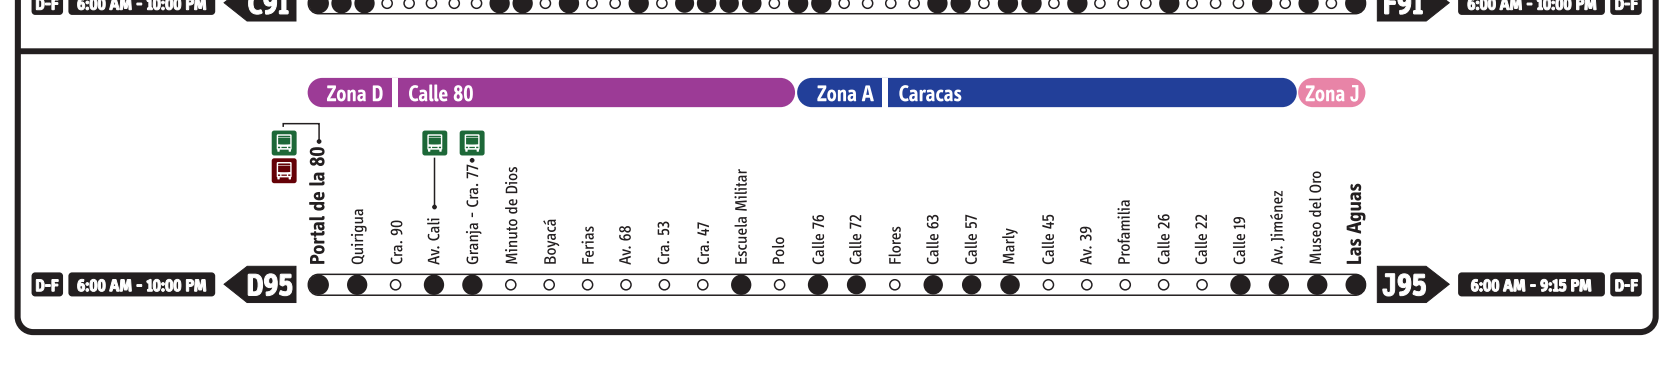 D-F 6:00 AM - 10:00 PM C91 F91 6:00 AM - 10:00 PM D-F
Zona D Calle 80 Zona A Caracas Zona J
Portal de la 80
Quirigua
Cra. 90
Av. Cali
Granja - Cra. 77
Minuto de Dios
Boyacá
Ferias
Av. 68
Cra. 53
Cra. 47
Escuela Militar
Polo
Calle 76
Calle 72
Flores
Calle 63
Calle 57
Marly
Calle 45
Av. 39
Profamilia
Calle 26
Calle 22
Calle 19
Av. Jiménez
Museo del Oro
Las Aguas
D-F 6:00 AM - 10:00 PM D95 J95 6:00 AM - 9:15 PM D-F